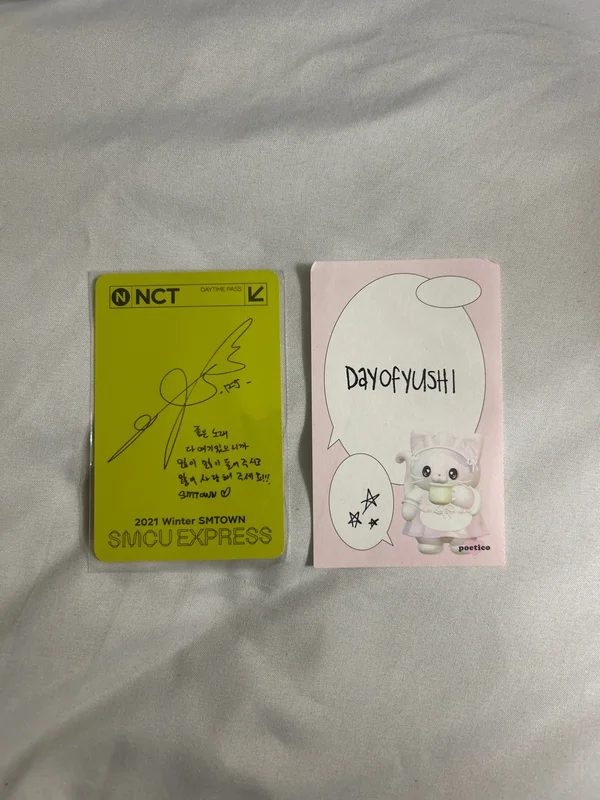 N NCT
DAYTIME PASS
좋은 노래
다 여기있으니까
많이 많이 들어주시고
많이 사랑해 주세요!!!
SMTOWN ♡
2021 Winter SMTOWN
SMCU EXPRESS
DAYOFYUSHI
poetico